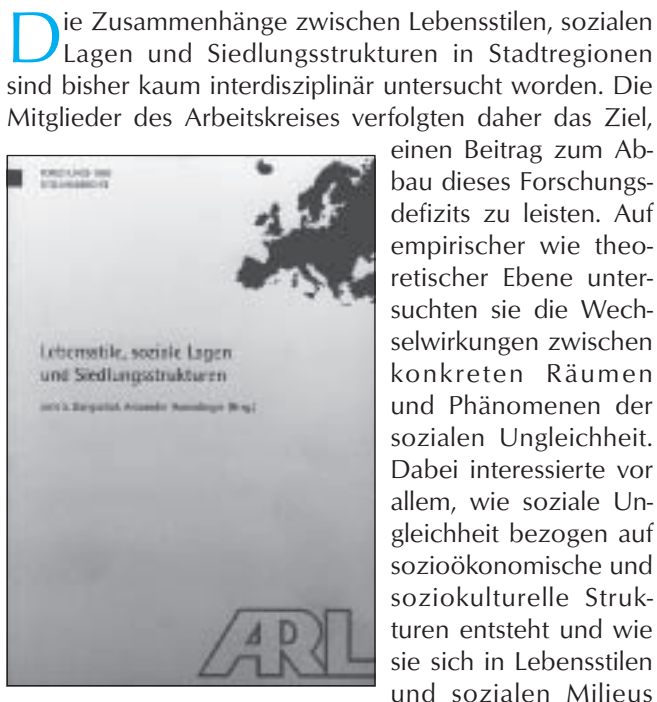 Die Zusammenhänge zwischen Lebensstilen, sozialen
Lagen und Siedlungsstrukturen in Stadtregionen
sind bisher kaum interdisziplinär untersucht worden. Die
Mitglieder des Arbeitskreises verfolgten daher das Ziel,
einen Beitrag zum Ab-
bau dieses Forschungs-
defizits zu leisten. Auf
empirischer wie theo-
retischer Ebene unter-
suchten sie die Wech-
selwirkungen zwischen
konkreten Räumen
und Phänomenen der
sozialen Ungleichheit.
Dabei interessierte vor
allem, wie soziale Un-
gleichheit bezogen auf
sozioökonomische und
soziokulturelle Struk-
turen entsteht und wie
sie sich in Lebensstilen
und sozialen Milieus
Lebensstile, soziale Lagen
und Siedlungsstrukturen
(Hrsg.)
ARL